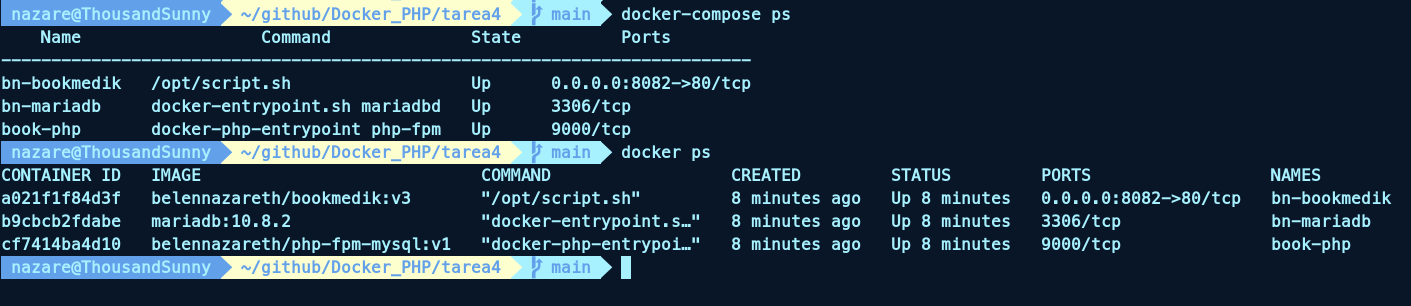 nazare@ThousandSunny ~/github/Docker_PHP/tarea4 main docker-compose ps
Name Command State Ports
---------------------------------------------------------------------------
bn-bookmedik /opt/script.sh Up 0.0.0.0:8082->80/tcp
bn-mariadb docker-entrypoint.sh mariadbd Up 3306/tcp
book-php docker-php-entrypoint php-fpm Up 9000/tcp
nazare@ThousandSunny ~/github/Docker_PHP/tarea4 main docker ps
CONTAINER ID IMAGE COMMAND CREATED STATUS PORTS NAMES
a021f1f84d3f belennazareth/bookmedik:v3 "/opt/script.sh" 8 minutes ago Up 8 minutes 0.0.0.0:8082->80/tcp bn-bookmedik
b9cbcb2fdabe mariadb:10.8.2 "docker-entrypoint.s…" 8 minutes ago Up 8 minutes 3306/tcp bn-mariadb
cf7414ba4d10 belennazareth/php-fpm-mysql:v1 "docker-php-entrypoi…" 8 minutes ago Up 8 minutes 9000/tcp book-php
nazare@ThousandSunny ~/github/Docker_PHP/tarea4 main